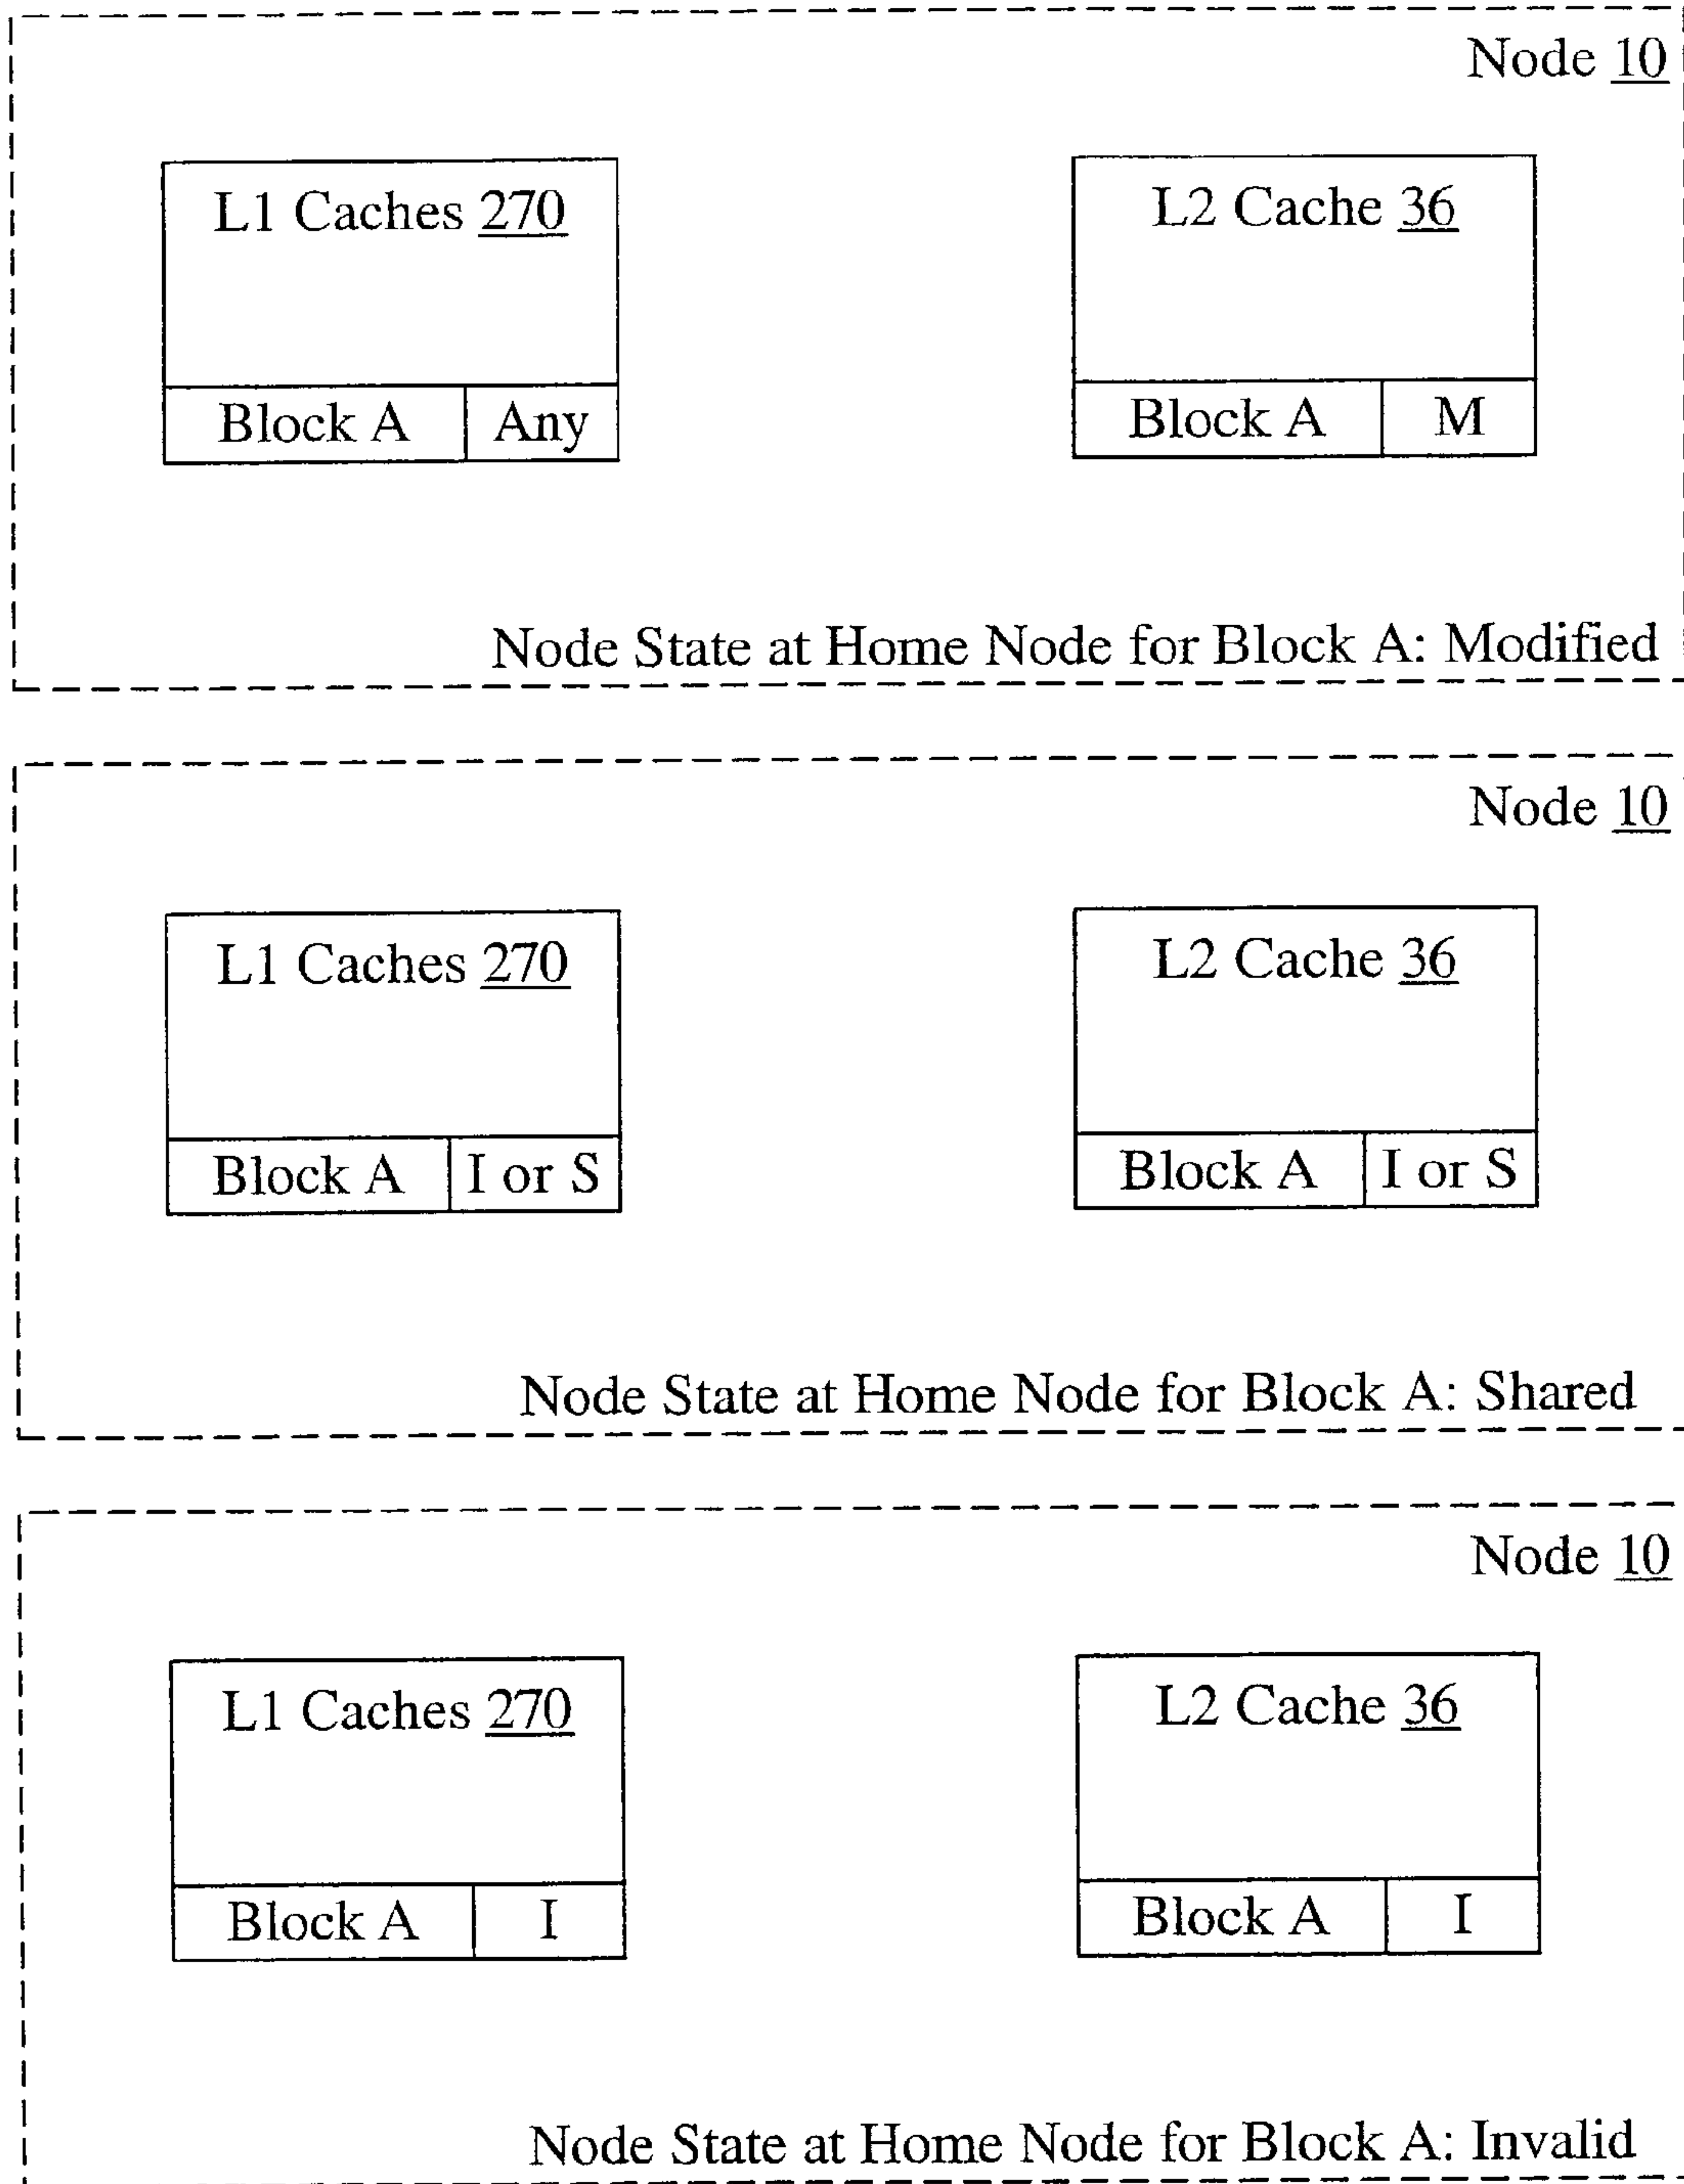 Node 10
L1 Caches 270
L2 Cache 36
Block A Any
Block A M
Node State at Home Node for Block A: Modified
Node 10
L1 Caches 270
L2 Cache 36
Block A I or S
Block A I or S
Node State at Home Node for Block A: Shared
Node 10
L1 Caches 270
L2 Cache 36
Block A I
Block A I
Node State at Home Node for Block A: Invalid